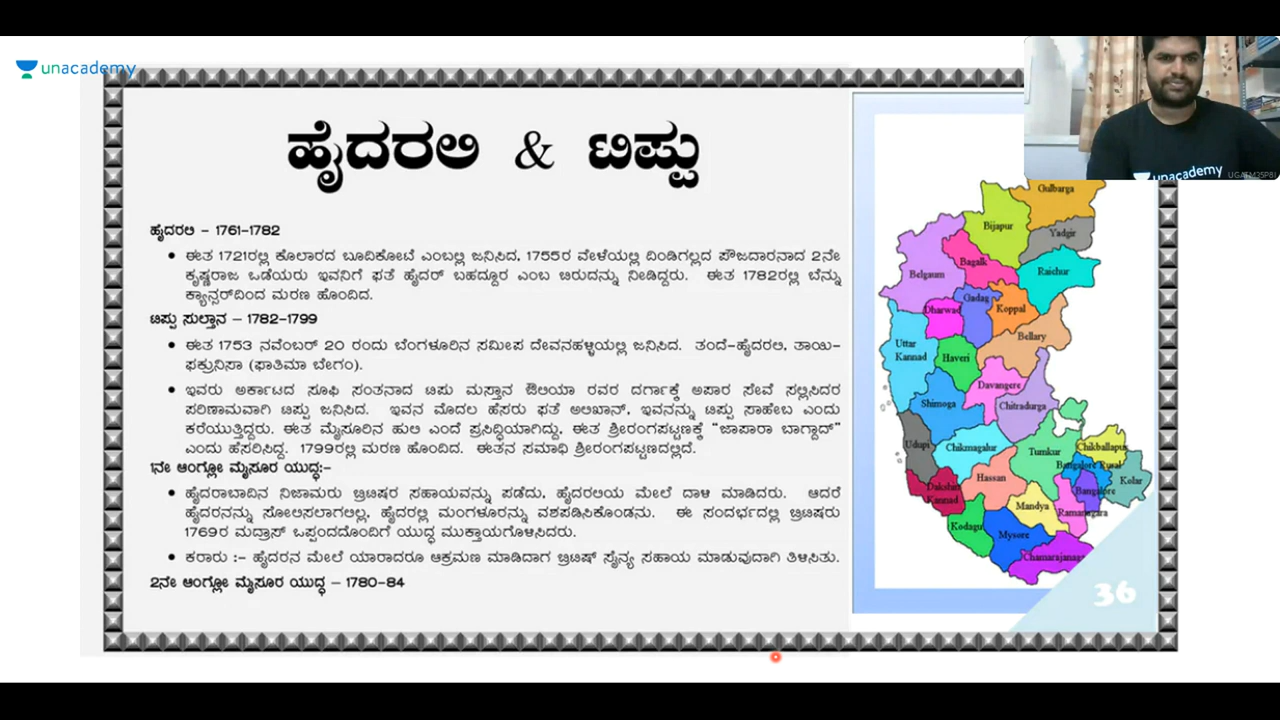 unacademy
ಹೈದರಲಿ & ಟಿಪ್ಪು
ಹೈದರಲಿ – 1761–1782
• ಈತ 1721ರಲ್ಲಿ ಕೊಲಾರದ ಬೂದಿಕೋಟೆ ಎಂಬಲ್ಲಿ ಜನಿಸಿದ, 1755ರ ವೇಳೆಯಲ್ಲಿ ದಿಂಡಿಗಲ್ಲದ ಪೌಜದಾರನಾದ 2ನೇ
ಕೃಷ್ಣರಾಜ ಒಡೆಯರು ಇವನಿಗೆ ಫತೆ ಹೈದರ್ ಬಹದ್ದೂರ ಎಂಬ ಬಿರುದನ್ನು ನೀಡಿದ್ದರು. ಈತ 1782ರಲ್ಲಿ ಬೆನ್ನು
ಕ್ಯಾನ್ಸರ್‌ದಿಂದ ಮರಣ ಹೊಂದಿದ.
ಟಿಪ್ಪು ಸುಲ್ತಾನ – 1782–1799
• ಈತ 1753 ನವೆಂಬರ್ 20 ರಂದು ಬೆಂಗಳೂರಿನ ಸಮೀಪ ದೇವನಹಳ್ಳಿಯಲ್ಲಿ ಜನಿಸಿದ. ತಂದೆ–ಹೈದರಲಿ, ತಾಯಿ–
ಫಕ್ರುನಿಸಾ (ಫಾತಿಮಾ ಬೇಗಂ).
• ಇವರು ಅರ್ಕಾಟದ ಸೂಫಿ ಸಂತನಾದ ಟಿಪು ಮಸ್ತಾನ ಔಲಿಯಾ ರವರ ದರ್ಗಾಕ್ಕೆ ಅಪಾರ ಸೇವೆ ಸಲ್ಲಿಸಿದರ
ಪರಿಣಾಮವಾಗಿ ಟಿಪ್ಪು ಜನಿಸಿದ. ಇವನ ಮೊದಲ ಹೆಸರು ಫತೆ ಅಲಿಖಾನ್, ಇವನನ್ನು ಟಿಪ್ಪು ಸಾಹೇಬ ಎಂದು
ಕರೆಯುತ್ತಿದ್ದರು. ಈತ ಮೈಸೂರಿನ ಹುಲಿ ಎಂದೆ ಪ್ರಸಿದ್ಧಿಯಾಗಿದ್ದು, ಈತ ಶ್ರೀರಂಗಪಟ್ಟಣಕ್ಕೆ “ಜಾಪಾರಾ ಬಾಗ್ದಾದ್”
ಎಂದು ಹೆಸರಿಸಿದ್ದ. 1799ರಲ್ಲಿ ಮರಣ ಹೊಂದಿದ. ಈತನ ಸಮಾಧಿ ಶ್ರೀರಂಗಪಟ್ಟಣದಲ್ಲಿದೆ.
1ನೇ ಆಂಗ್ಲೋ ಮೈಸೂರ ಯುದ್ಧ:–
• ಹೈದರಾಬಾದಿನ ನಿಜಾಮರು ಬ್ರಿಟಿಷರ ಸಹಾಯವನ್ನು ಪಡೆದು, ಹೈದರಲಿಯ ಮೇಲೆ ದಾಳಿ ಮಾಡಿದರು. ಆದರೆ
ಹೈದರನನ್ನು ಸೋಲಿಸಲಾಗಲಿಲ್ಲ, ಹೈದರಲ್ಲಿ ಮಂಗಳೂರನ್ನು ವಶಪಡಿಸಿಕೊಂಡನು. ಈ ಸಂದರ್ಭದಲ್ಲಿ ಬ್ರಿಟಿಷರು
1769ರ ಮದ್ರಾಸ್ ಒಪ್ಪಂದದೊಂದಿಗೆ ಯುದ್ಧ ಮುಕ್ತಾಯಗೊಳಿಸಿದರು.
• ಕರಾರು :– ಹೈದರನ ಮೇಲೆ ಯಾರಾದರೂ ಆಕ್ರಮಣ ಮಾಡಿದಾಗ ಬ್ರಿಟಿಷ್ ಸೈನ್ಯ ಸಹಾಯ ಮಾಡುವುದಾಗಿ ತಿಳಿಸಿತು.
2ನೇ ಆಂಗ್ಲೋ ಮೈಸೂರ ಯುದ್ಧ – 1780–84
unacademy
Gulbarga
Bijapur
Yadgir
Bagalk
Belgaum
Raichur
Gadag
Koppal
Dharwad
Bellary
Uttar
Kannad
Haveri
Davangere
Shimoga
Chitradurga
Udupi
Chikmagalur
Tumkur
Chikballapur
Bangalore Rural
Kolar
Hassan
Dakshin
Kannad
Bangalore
Mandya
Ramanagara
Kodagu
Mysore
Chamarajanaga
36